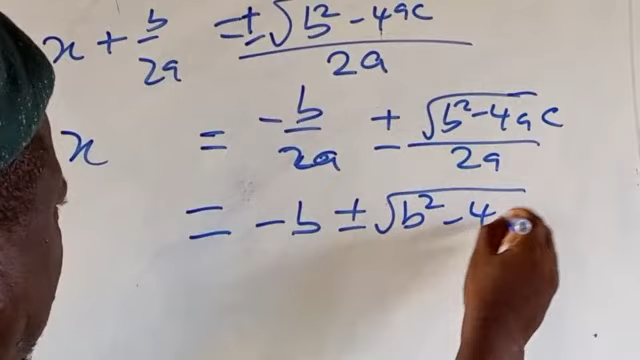 x + b/2a = ±√(b² - 4ac)/2a
x = -b/2a ± √(b² - 4ac)/2a
= -b ± √(b² - 4